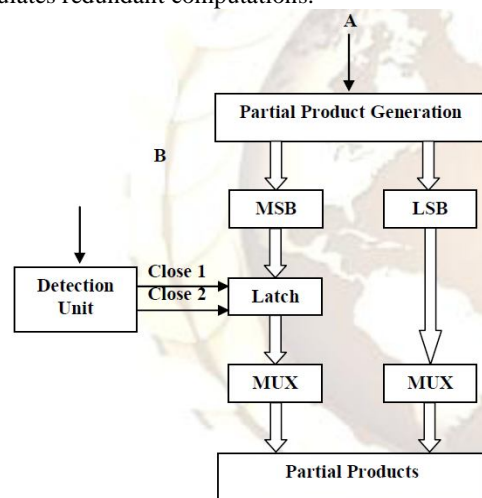 ulates redundant computations.
A
Partial Product Generation
B
MSB
LSB
Close 1
Detection
Unit
Close 2
Latch
MUX
MUX
Partial Products